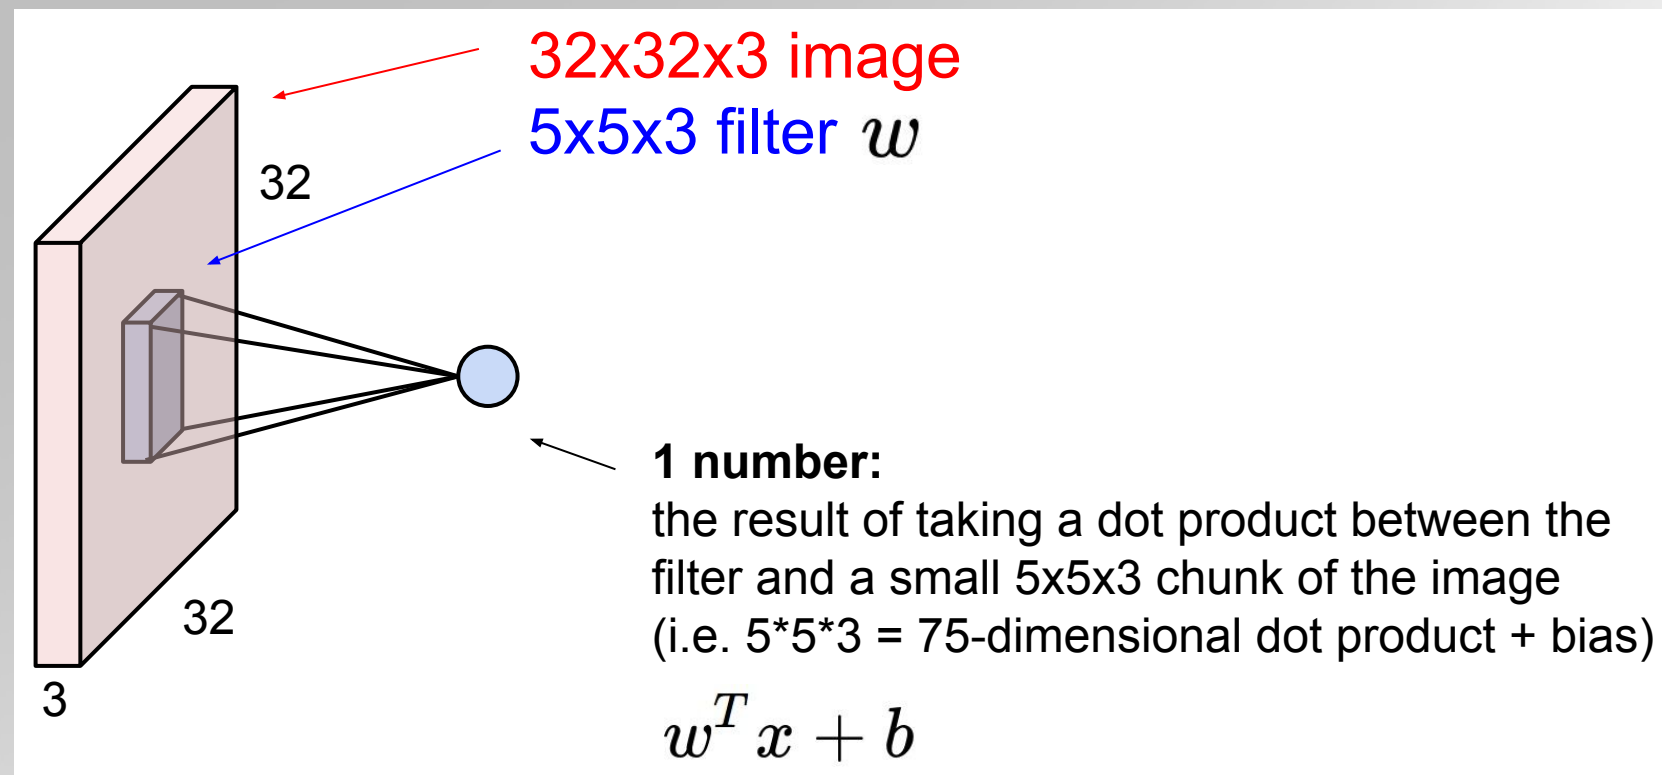 32x32x3 image
5x5x3 filter w
32
32
3
1 number:
the result of taking a dot product between the
filter and a small 5x5x3 chunk of the image
(i.e. 5*5*3 = 75-dimensional dot product + bias)
w^T x + b